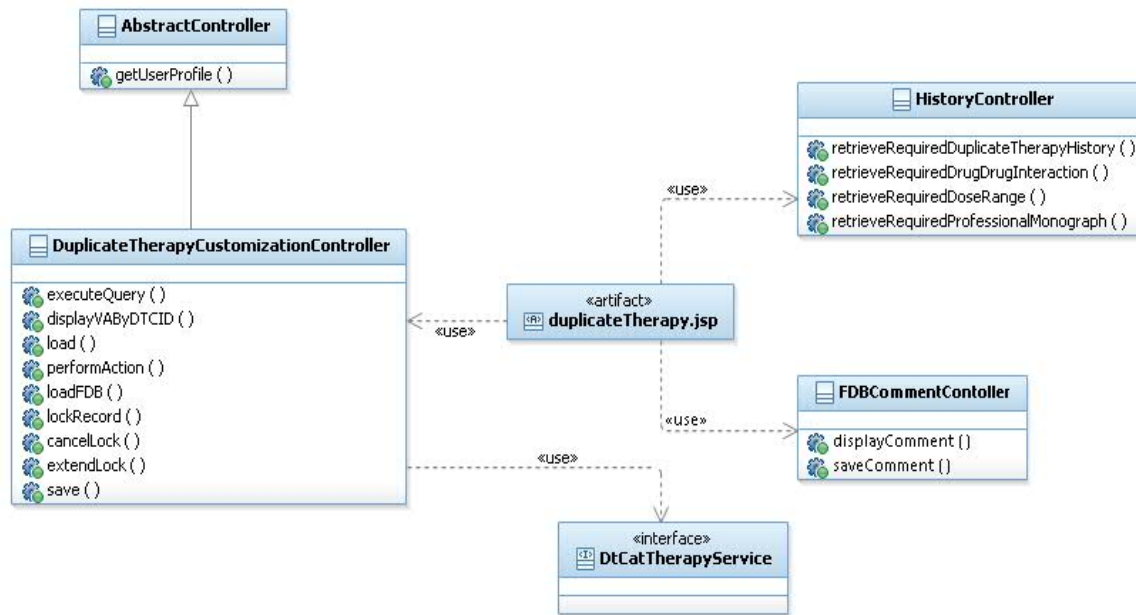 AbstractController
getUserProfile ( )
HistoryController
retrieveRequiredDuplicateTherapyHistory ( )
retrieveRequiredDrugDrugInteraction ( )
retrieveRequiredDoseRange ( )
retrieveRequiredProfessionalMonograph ( )
«use»
DuplicateTherapyCustomizationController
executeQuery ( )
displayVAByDTCID ( )
load ( )
performAction ( )
loadFDB ( )
lockRecord ( )
cancelLock ( )
extendLock ( )
save ( )
«use»
«artifact»
duplicateTherapy.jsp
«use»
FDBCommentContoller
displayComment ( )
saveComment ( )
«use»
«interface»
DtCatTherapyService